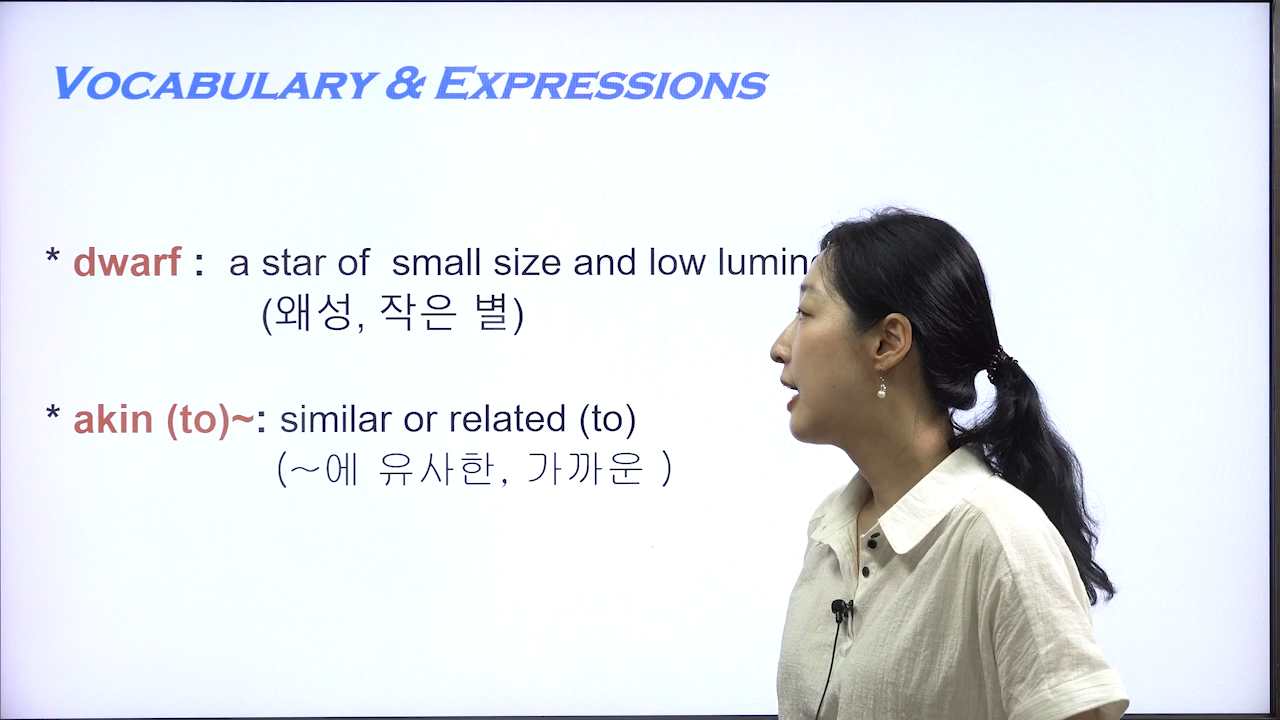 VOCABULARY & EXPRESSIONS
* dwarf : a star of small size and low
(왜성, 작은 별)
* akin (to)~: similar or related (to)
(~에 유사한, 가까운 )